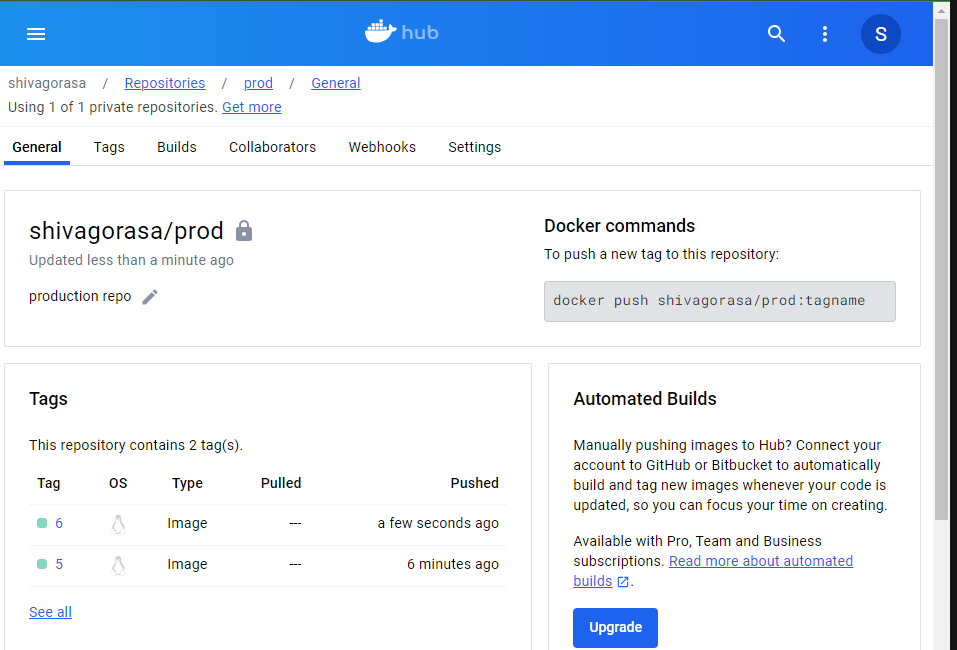 hub
S
shivagorasa / Repositories / prod / General
Using 1 of 1 private repositories. Get more
General Tags Builds Collaborators Webhooks Settings
shivagorasa/prod
Updated less than a minute ago
production repo
Docker commands
To push a new tag to this repository:
docker push shivagorasa/prod:tagname
Tags
This repository contains 2 tag(s).
Tag OS Type Pulled Pushed
6 Image --- a few seconds ago
5 Image --- 6 minutes ago
See all
Automated Builds
Manually pushing images to Hub? Connect your
account to GitHub or Bitbucket to automatically
build and tag new images whenever your code is
updated, so you can focus your time on creating.
Available with Pro, Team and Business
subscriptions. Read more about automated
builds .
Upgrade